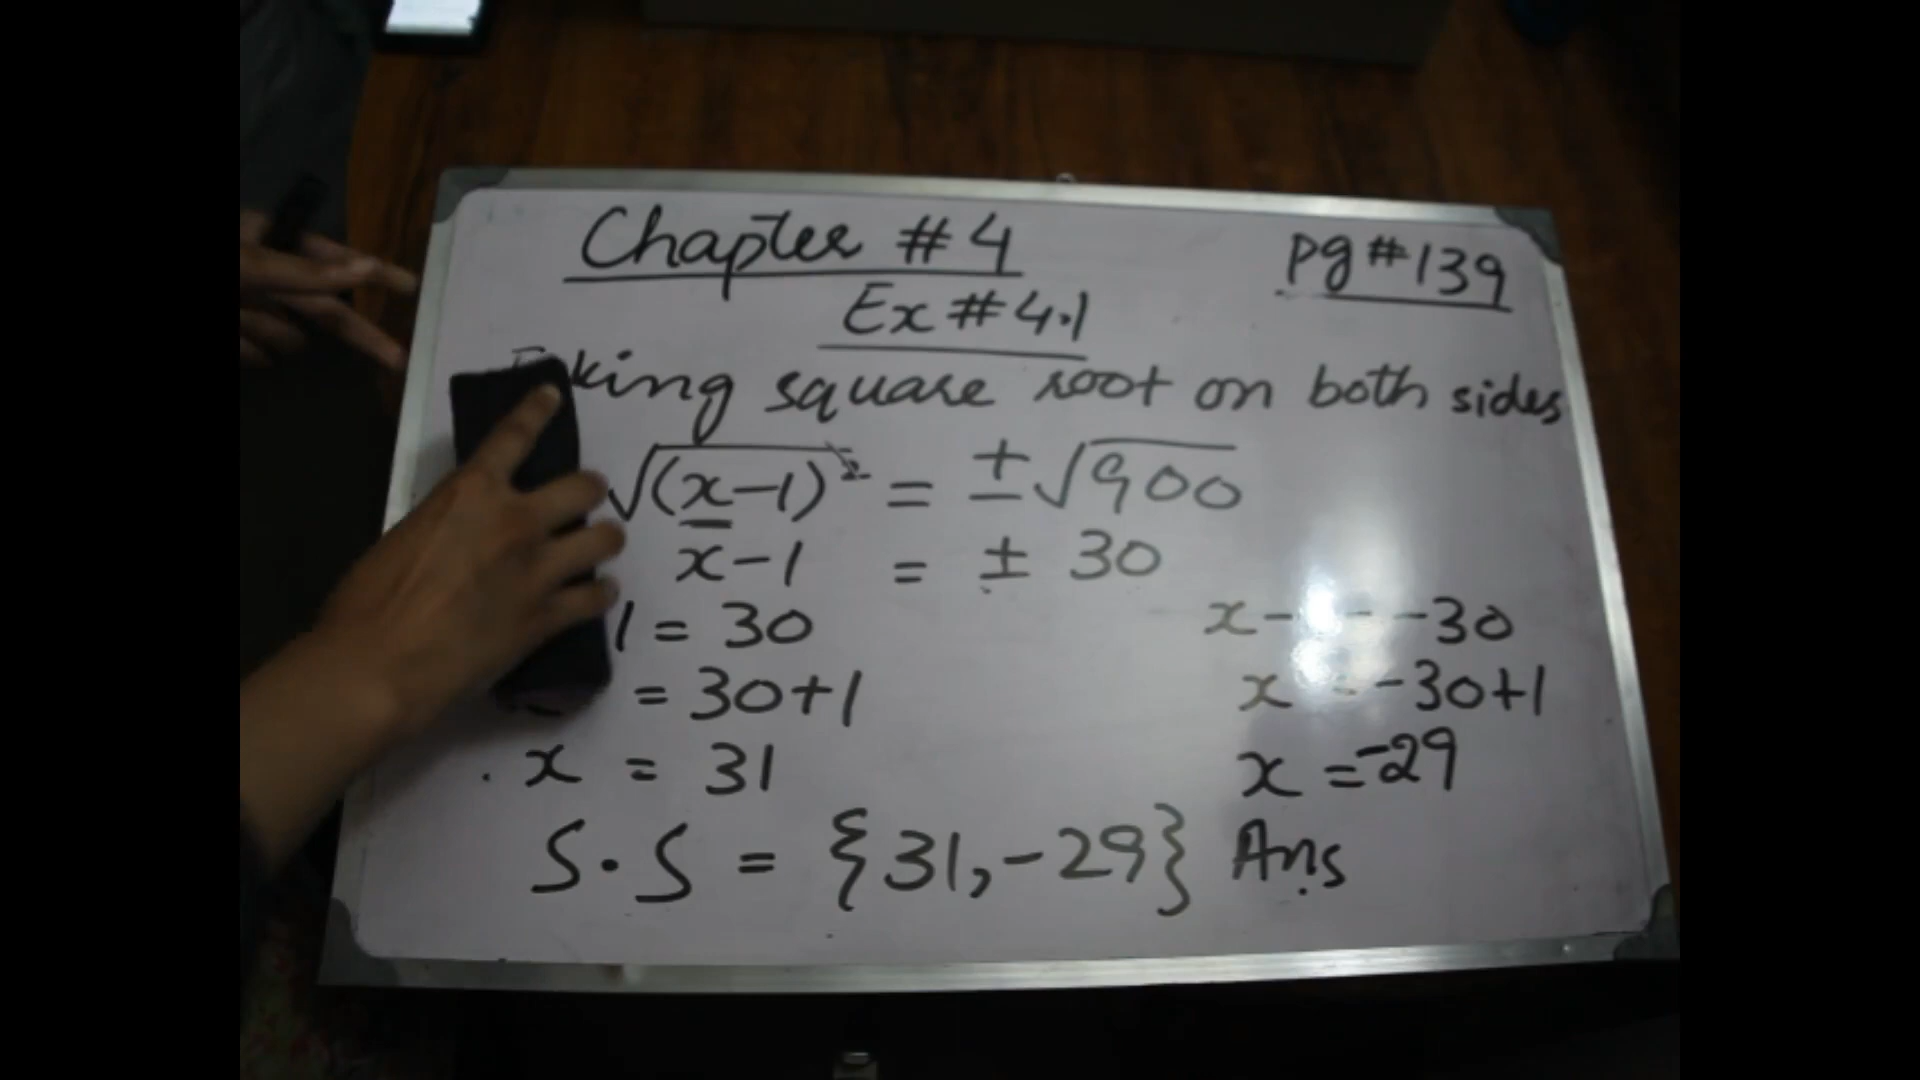 Chapter #4
pg #139
Ex #4.1
king square root on both sides
√(x-1)² = ±√900
x-1 = ± 30
1 = 30
x- -30
= 30+1
x = -30+1
x = 31
x = -29
S.S = {31, -29} Ans